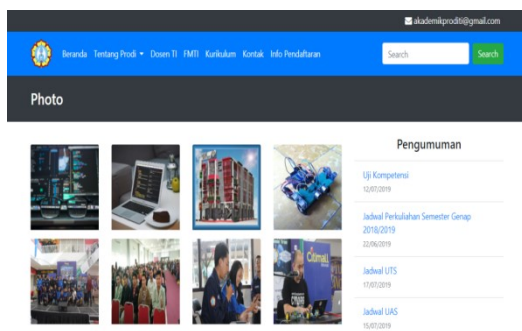 akademikproditi@gmail.com
Beranda Tentang Prodi Dosen TI FMTI Kurikulum Kontak Info Pendaftaran Search Search
Photo
Pengumuman
Uji Kompetensi
12/07/2019
Jadwal Perkuliahan Semester Genap
2018/2019
22/06/2019
Jadwal UTS
17/07/2019
Jadwal UAS
15/07/2019
Citimall